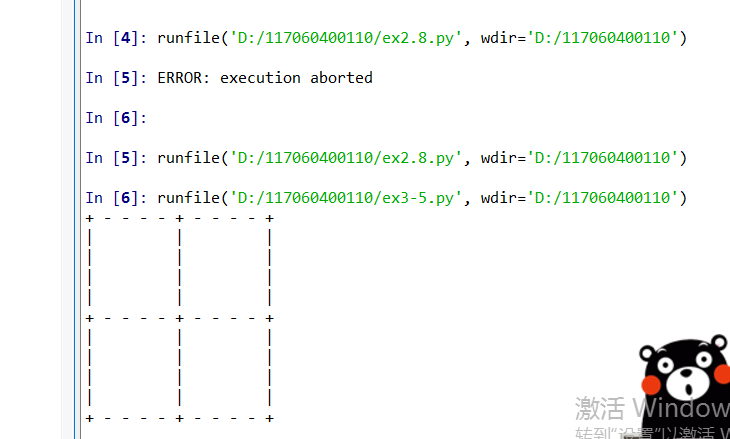 In [4]: runfile('D:/117060400110/ex2.8.py', wdir='D:/117060400110')
In [5]: ERROR: execution aborted
In [6]:
In [5]: runfile('D:/117060400110/ex2.8.py', wdir='D:/117060400110')
In [6]: runfile('D:/117060400110/ex3-5.py', wdir='D:/117060400110')
+ - - - - + - - - - +
|         |         |
|         |         |
|         |         |
|         |         |
+ - - - - + - - - - +
|         |         |
|         |         |
|         |         |
|         |         |
+ - - - - + - - - - +
激活 Window
转到"设置"以激活 W